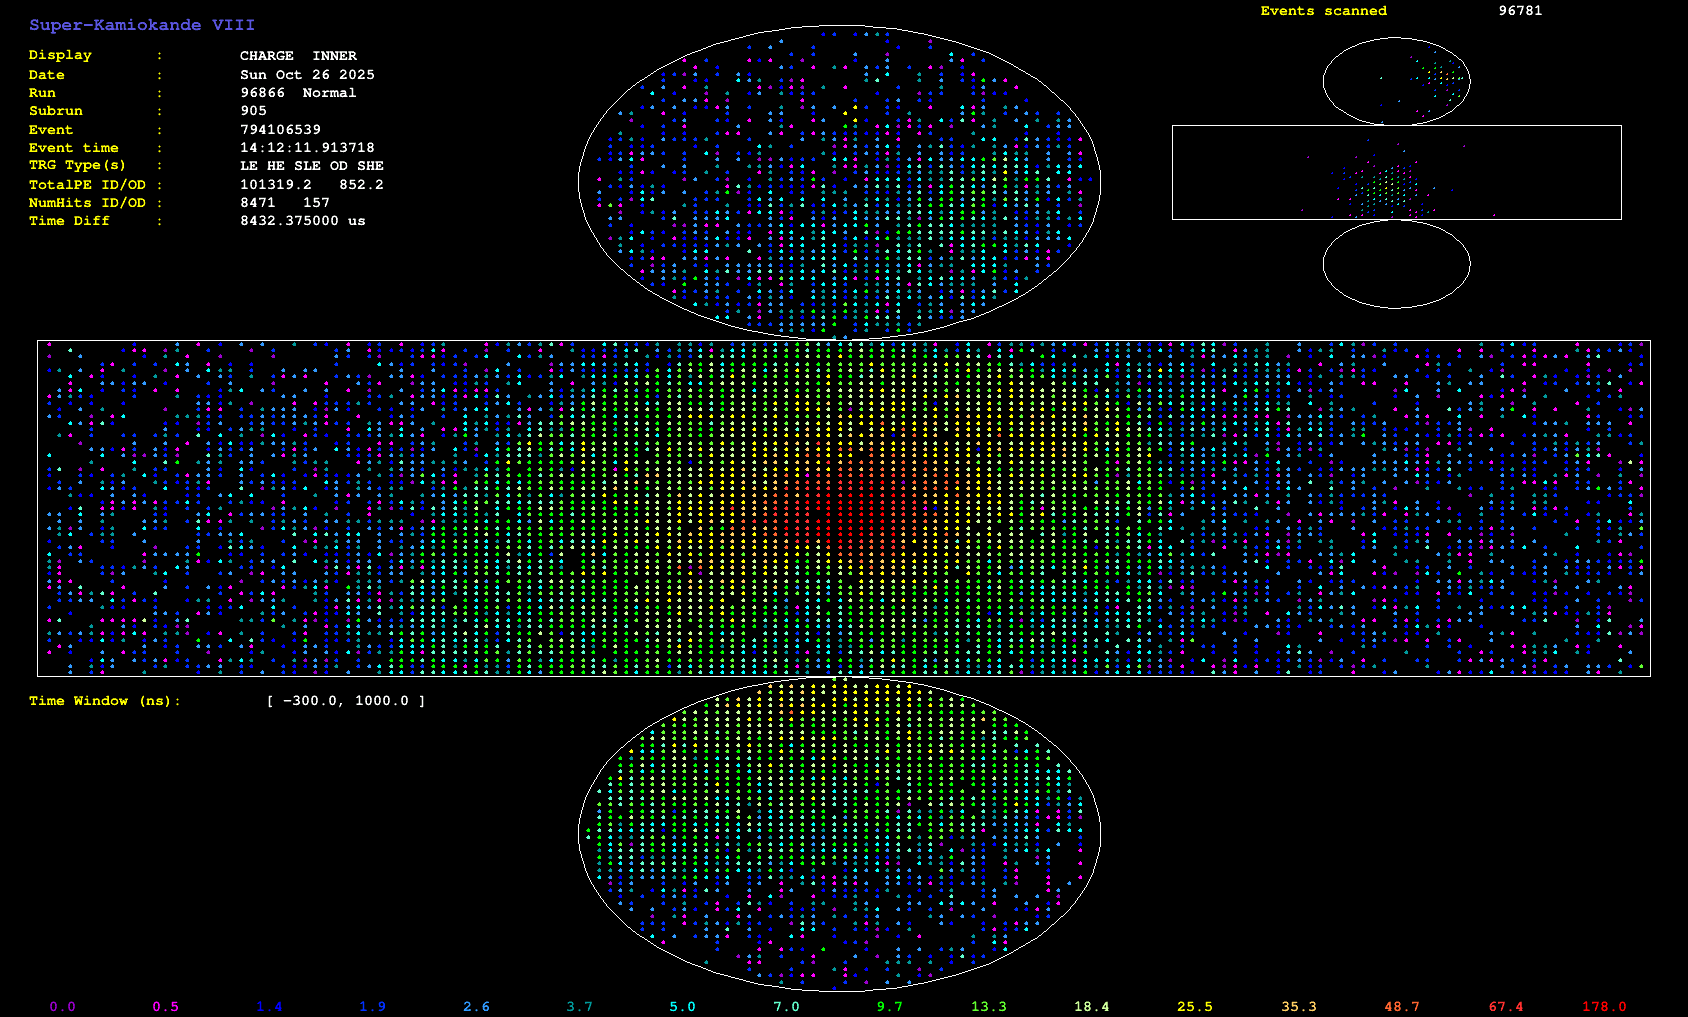 Super-Kamiokande VIII
Events scanned 96781
Display : CHARGE INNER
Date : Sun Oct 26 2025
Run : 96866 Normal
Subrun : 905
Event : 794106539
Event time : 14:12:11.913718
TRG Type(s) : LE HE SLE OD SHE
TotalPE ID/OD : 101319.2 852.2
NumHits ID/OD : 8471 157
Time Diff : 8432.375000 us
Time Window (ns): [ -300.0, 1000.0 ]
0.0 0.5 1.4 1.9 2.6 3.7 5.0 7.0 9.7 13.3 18.4 25.5 35.3 48.7 67.4 178.0